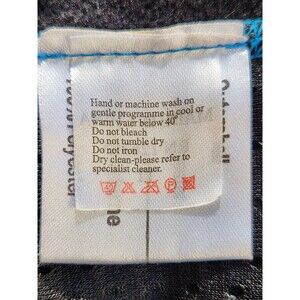 Hand or machine wash on
gentle programme in cool or
warm water below 40°
Do not bleach
Do not tumble dry
Do not iron
Dry clean-please refer to
specialist cleaner.